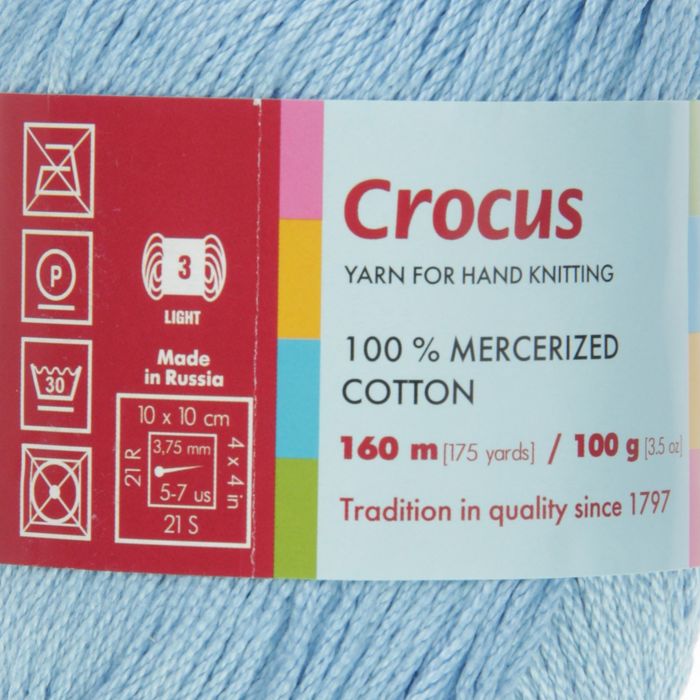 P
30
3
LIGHT
Made
in Russia
10 x 10 cm
21 R
3,75 mm
5-7 us
4 x 4 in
21 S
Crocus
YARN FOR HAND KNITTING
100 % MERCERIZED
COTTON
160 m [175 yards] / 100 g [3.5 oz]
Tradition in quality since 1797